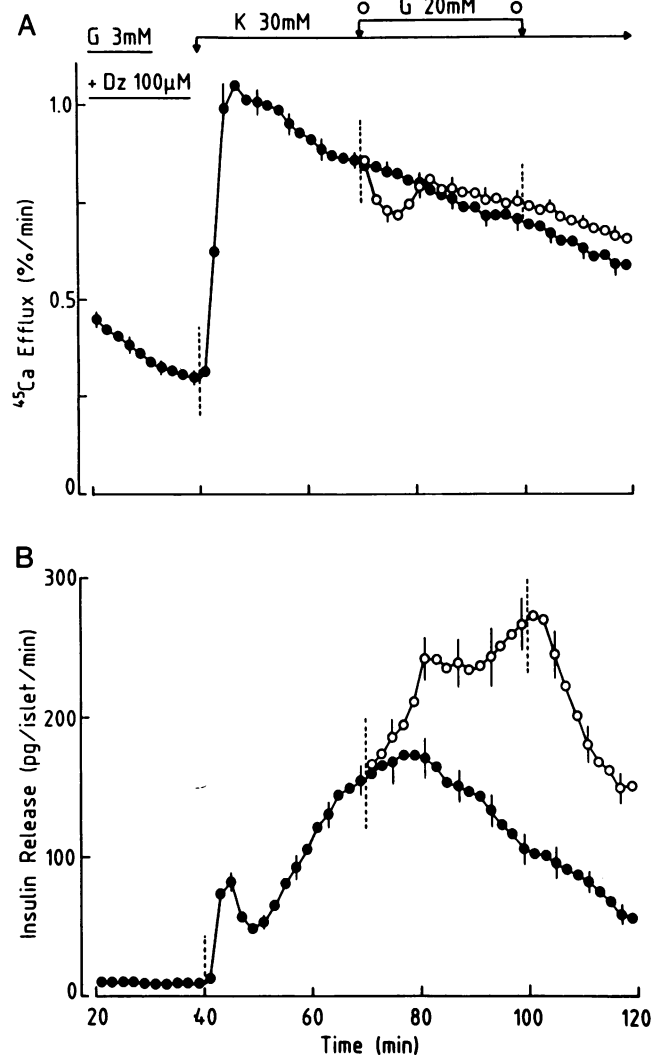 A
G 3mM
K 30mM
G 20mM
+ Dz 100μM
1.0
0.5
0
⁴⁵Ca Efflux (%/min)
B
300
200
100
0
Insulin Release (pg/islet/min)
20 40 60 80 100 120
Time (min)